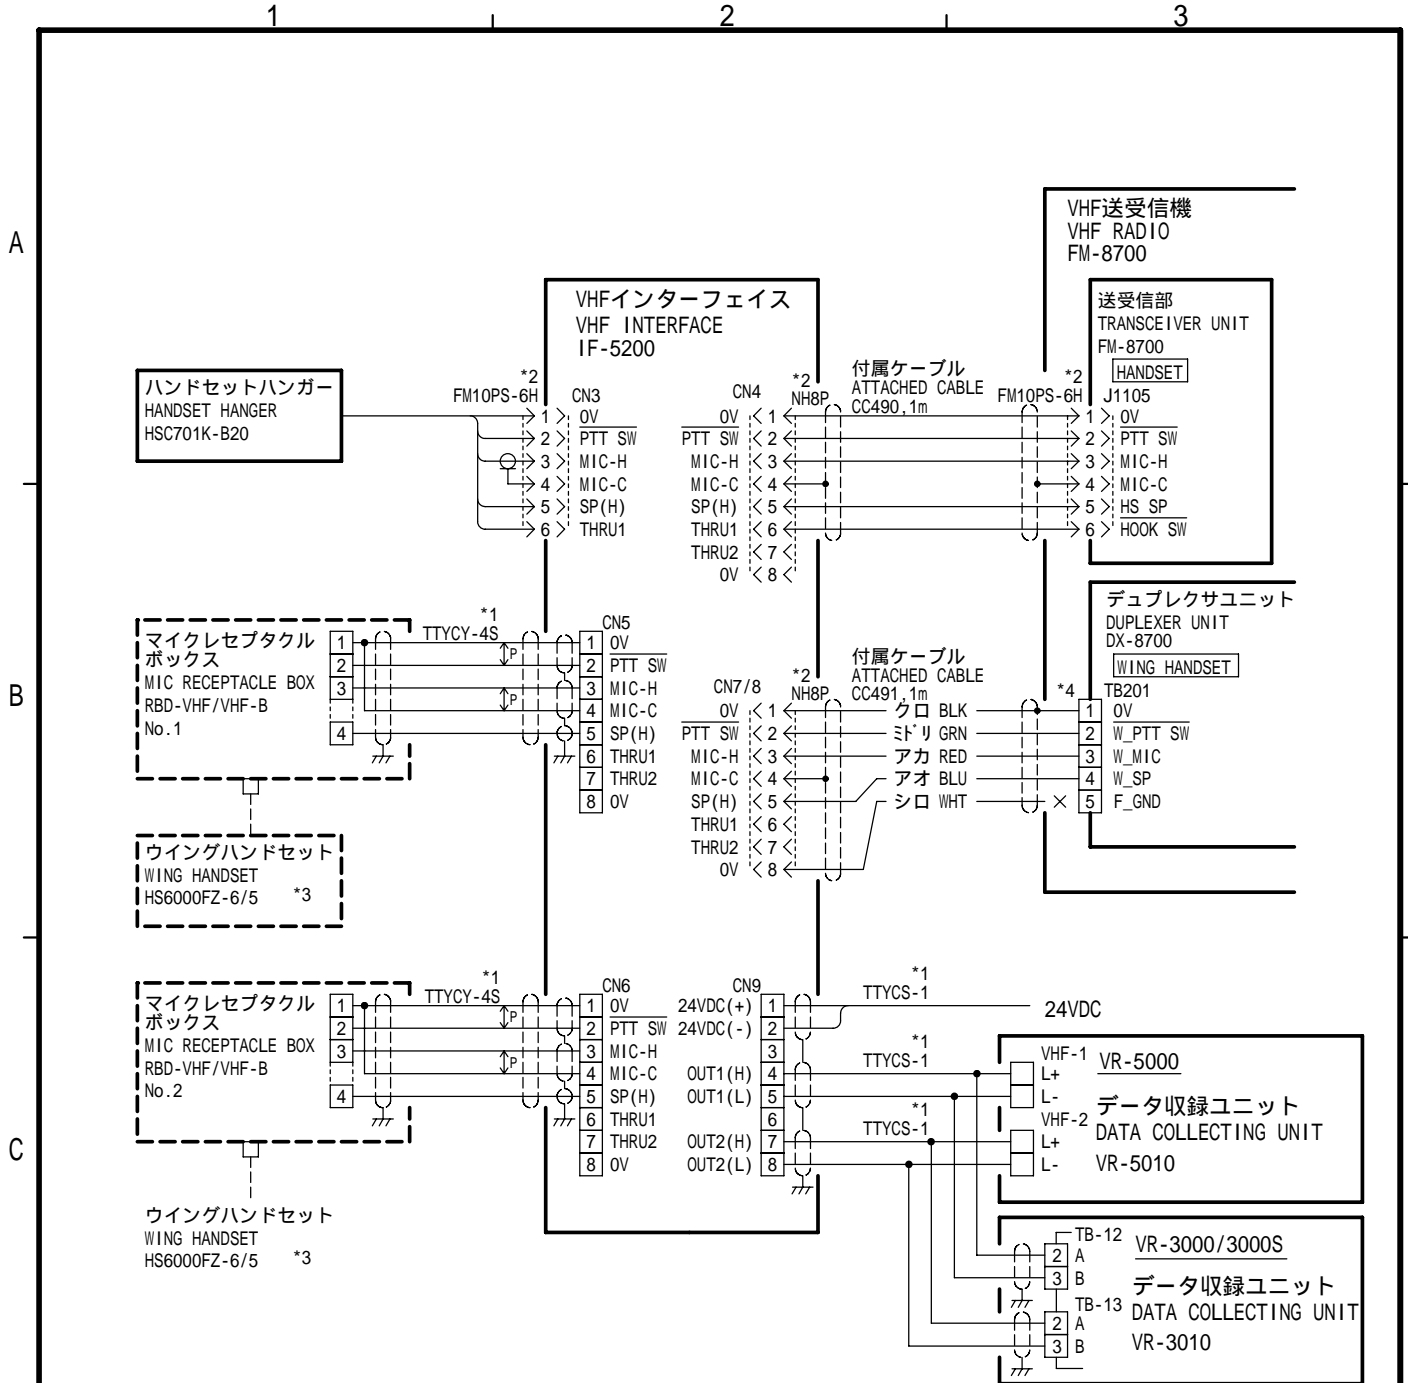 1
2
3
A
B
C
VHF送受信機
VHF RADIO
FM-8700
送受信部
TRANSCEIVER UNIT
FM-8700
HANDSET
J1105
VHFインターフェイス
VHF INTERFACE
IF-5200
ハンドセットハンガー
HANDSET HANGER
HSC701K-B20
*2
FM10PS-6H
CN3
1 0V
2 PTT SW
3 MIC-H
4 MIC-C
5 SP(H)
6 THRU1
CN4
*2
NH8P
0V 1
PTT SW 2
MIC-H 3
MIC-C 4
SP(H) 5
THRU1 6
THRU2 7
0V 8
付属ケーブル
ATTACHED CABLE
CC490,1m
*2
FM10PS-6H
1 0V
2 PTT SW
3 MIC-H
4 MIC-C
5 HS SP
6 HOOK SW
マイクレセプタクル
ボックス
MIC RECEPTACLE BOX
RBD-VHF/VHF-B
No.1
1
2
3
4
*1
TTYCY-4S
P
P
CN5
1 0V
2 PTT SW
3 MIC-H
4 MIC-C
5 SP(H)
6 THRU1
7 THRU2
8 0V
ウイングハンドセット
WING HANDSET
HS6000FZ-6/5 *3
CN7/8
*2
NH8P
0V 1
PTT SW 2
MIC-H 3
MIC-C 4
SP(H) 5
THRU1 6
THRU2 7
0V 8
付属ケーブル
ATTACHED CABLE
CC491,1m
クロ BLK
ミドリ GRN
アカ RED
アオ BLU
シロ WHT
デュプレクサユニット
DUPLEXER UNIT
DX-8700
WING HANDSET
*4
TB201
1 0V
2 W_PTT SW
3 W_MIC
4 W_SP
5 F_GND
マイクレセプタクル
ボックス
MIC RECEPTACLE BOX
RBD-VHF/VHF-B
No.2
1
2
3
4
*1
TTYCY-4S
P
P
CN6
1 0V
2 PTT SW
3 MIC-H
4 MIC-C
5 SP(H)
6 THRU1
7 THRU2
8 0V
ウイングハンドセット
WING HANDSET
HS6000FZ-6/5 *3
CN9
24VDC(+) 1
24VDC(-) 2
3
OUT1(H) 4
OUT1(L) 5
6
OUT2(H) 7
OUT2(L) 8
*1
TTYCS-1
24VDC
*1
TTYCS-1
*1
TTYCS-1
VHF-1
L+
L-
VHF-2
L+
L-
VR-5000
データ収録ユニット
DATA COLLECTING UNIT
VR-5010
TB-12
2 A
3 B
TB-13
2 A
3 B
VR-3000/3000S
データ収録ユニット
DATA COLLECTING UNIT
VR-3010